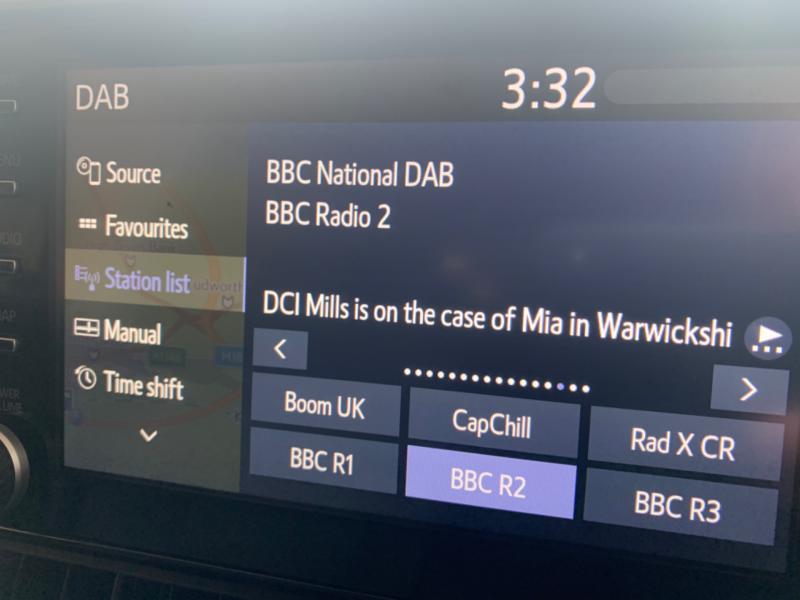 DAB
3:32
Source
Favourites
Station list
Manual
Time shift
BBC National DAB
BBC Radio 2
DCI Mills is on the case of Mia in Warwickshi
Boom UK
CapChill
Rad X CR
BBC R1
BBC R2
BBC R3
udworth